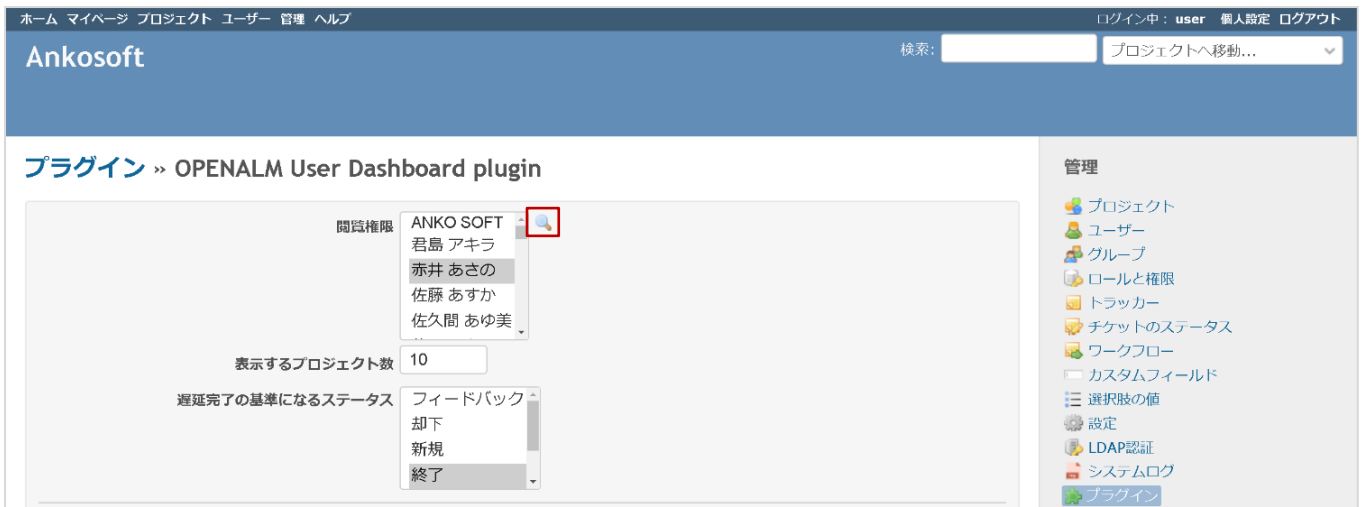 ホーム マイページ プロジェクト ユーザー 管理 ヘルプ
ログイン中：user 個人設定 ログアウト
Ankosoft
検索:
プロジェクトへ移動...
プラグイン » OPENALM User Dashboard plugin
閲覧権限
ANKO SOFT
君島 アキラ
赤井 あさの
佐藤 あすか
佐久間 あゆ美
表示するプロジェクト数
10
遅延完了の基準になるステータス
フィードバック
却下
新規
終了
管理
プロジェクト
ユーザー
グループ
ロールと権限
トラッカー
チケットのステータス
ワークフロー
カスタムフィールド
選択肢の値
設定
LDAP認証
システムログ
プラグイン